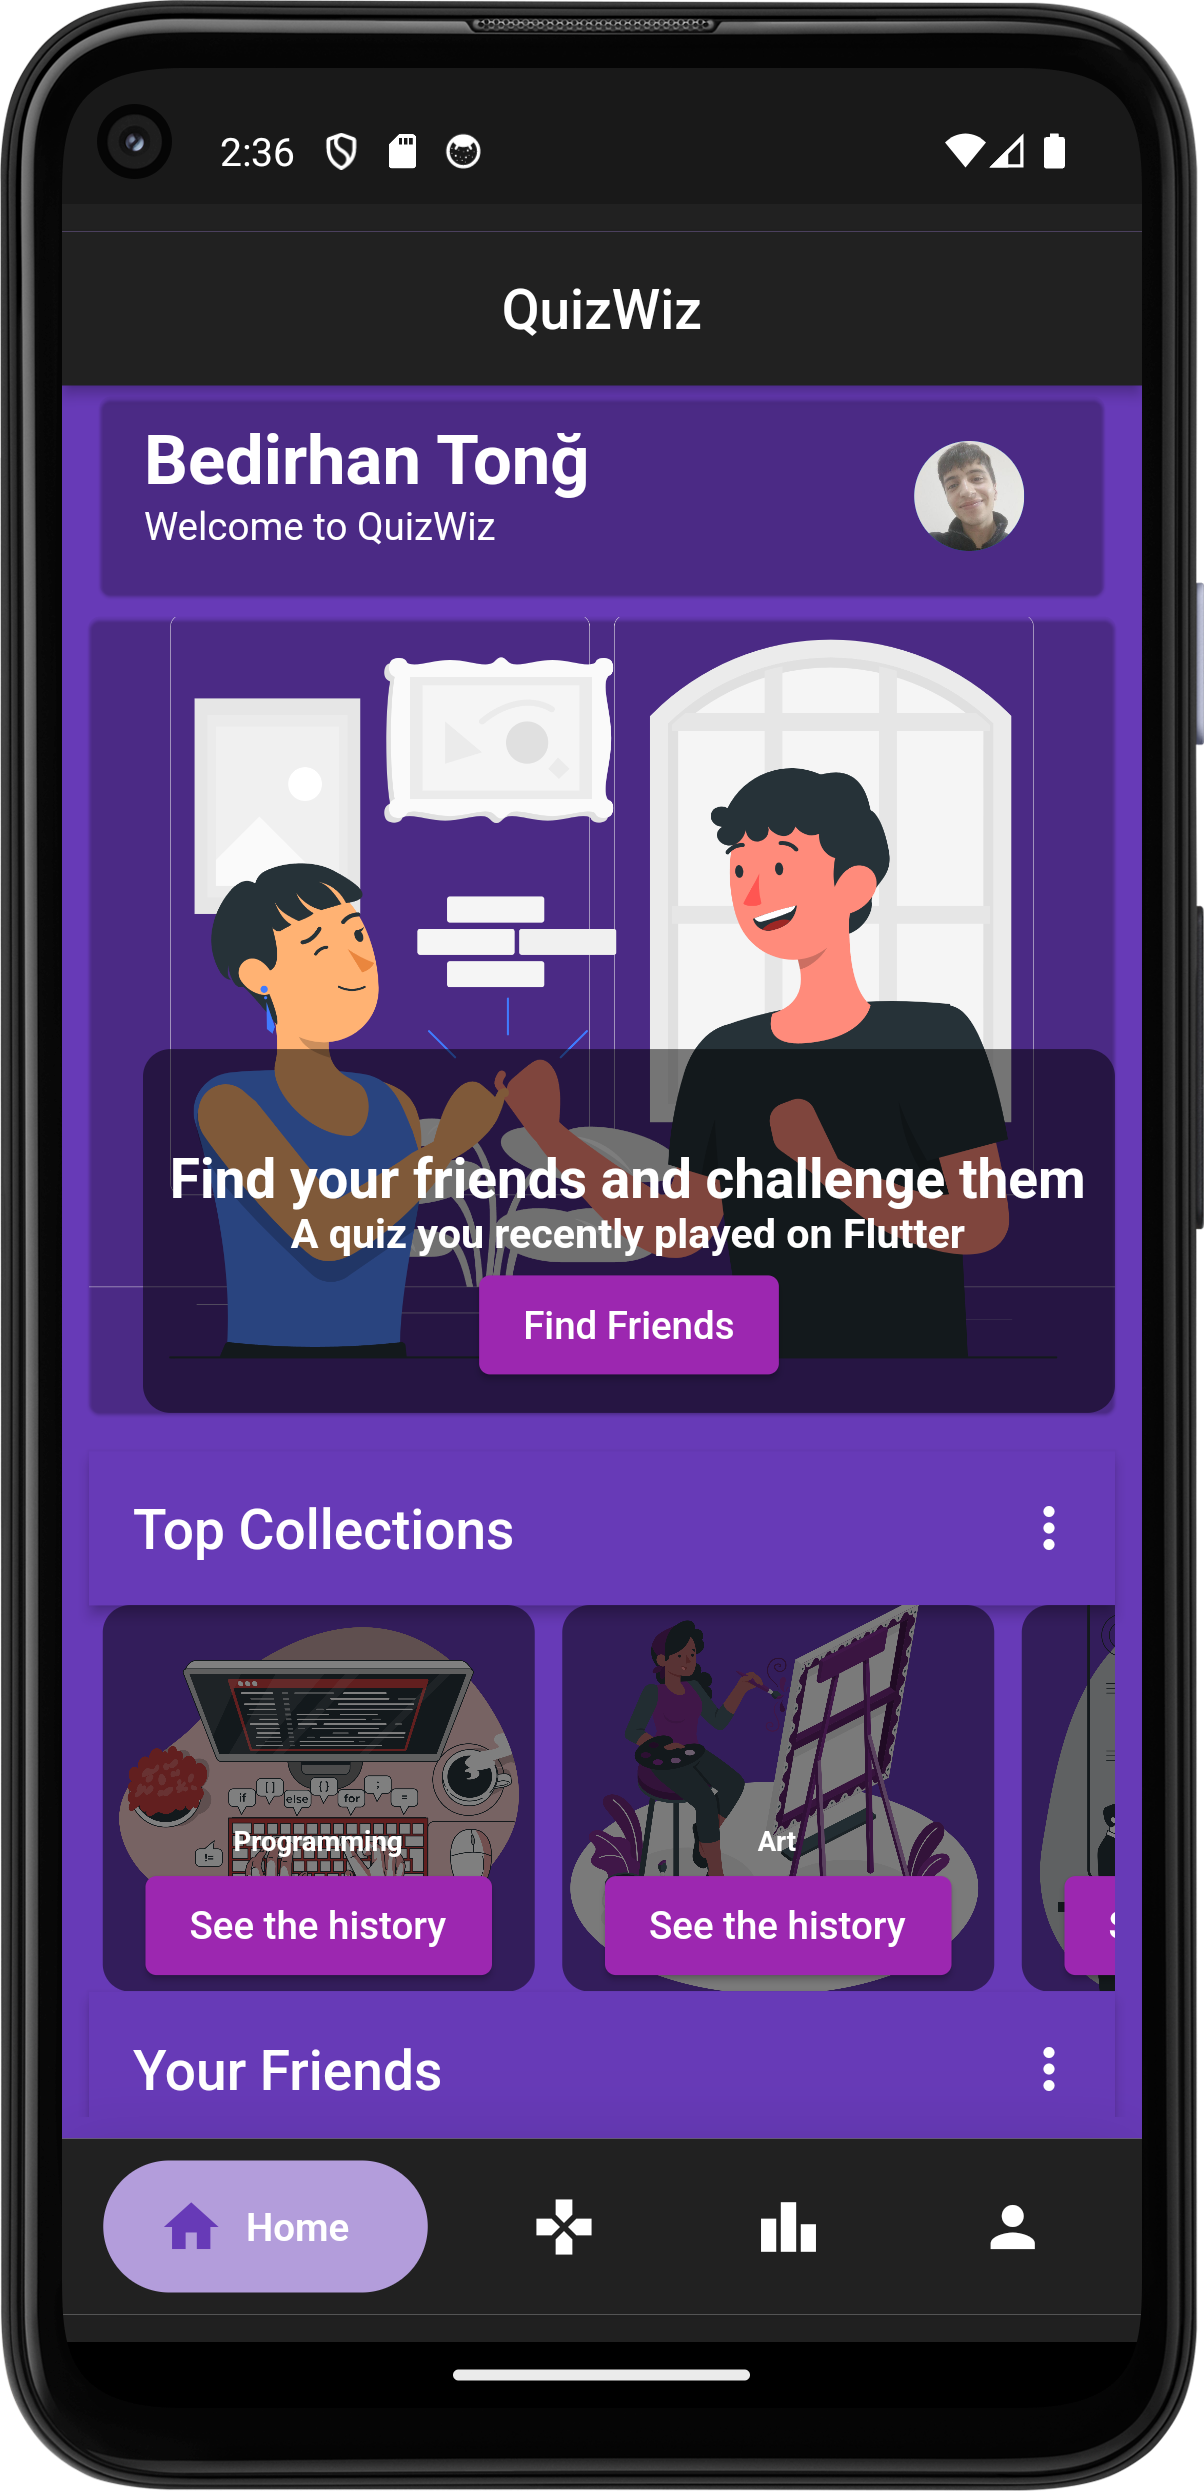 2:36
QuizWiz
Bedirhan Tonğ
Welcome to QuizWiz
Find your friends and challenge them
A quiz you recently played on Flutter
Find Friends
Top Collections
if [ ] else { } for ; =
!=
Programming
Art
See the history
See the history
S
Your Friends
Home